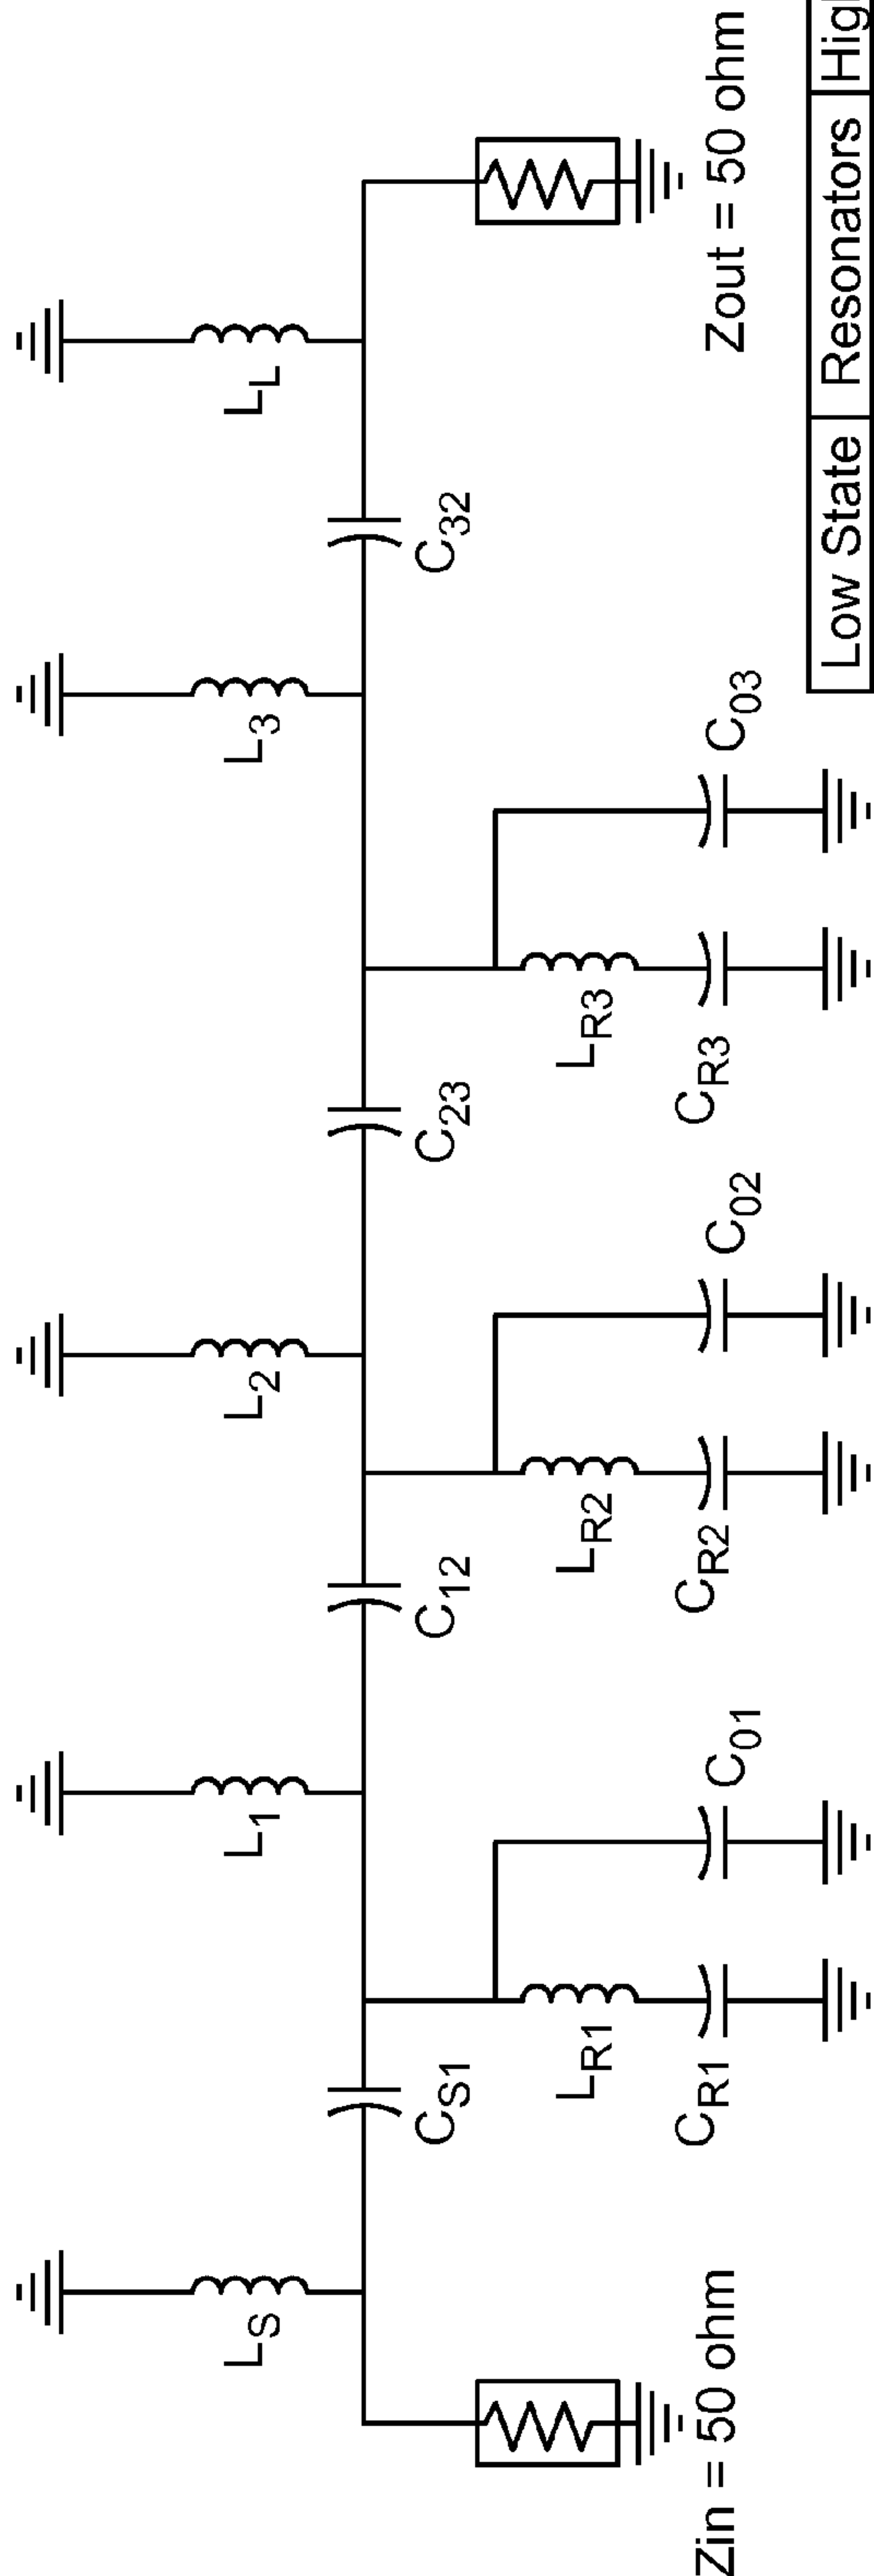 L_S
L_1
L_2
L_3
L_L
C_S1
C_12
C_23
C_32
L_R1
L_R2
L_R3
C_R1
C_01
C_R2
C_02
C_R3
C_03
Zin = 50 ohm
Zout = 50 ohm
Low State
Resonators